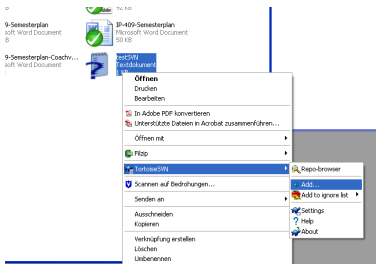 92 KB
9-Semesterplan
soft Word Document
B
IP-409-Semesterplan
Microsoft Word Document
50 KB
9-Semesterplan-Coachv...
soft Word Document
testSVN
Textdokument
Öffnen
Drucken
Bearbeiten
In Adobe PDF konvertieren
Unterstützte Dateien in Acrobat zusammenführen...
Öffnen mit
Filzip
TortoiseSVN
Scannen auf Bedrohungen...
Senden an
Ausschneiden
Kopieren
Verknüpfung erstellen
Löschen
Umbenennen
Repo-browser
Add...
Add to ignore list
Settings
Help
About